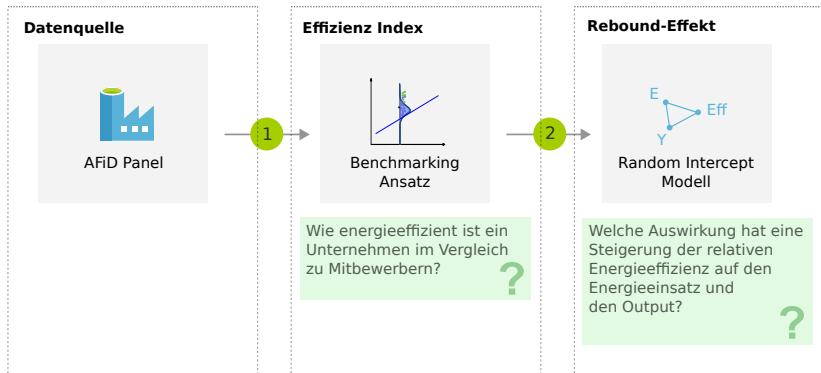 Datenquelle
AFiD Panel
1
Effizienz Index
Benchmarking
Ansatz
Wie energieeffizient ist ein
Unternehmen im Vergleich
zu Mitbewerbern?
?
2
Rebound-Effekt
E
Eff
Y
Random Intercept
Modell
Welche Auswirkung hat eine
Steigerung der relativen
Energieeffizienz auf den
Energieeinsatz und
den Output?
?